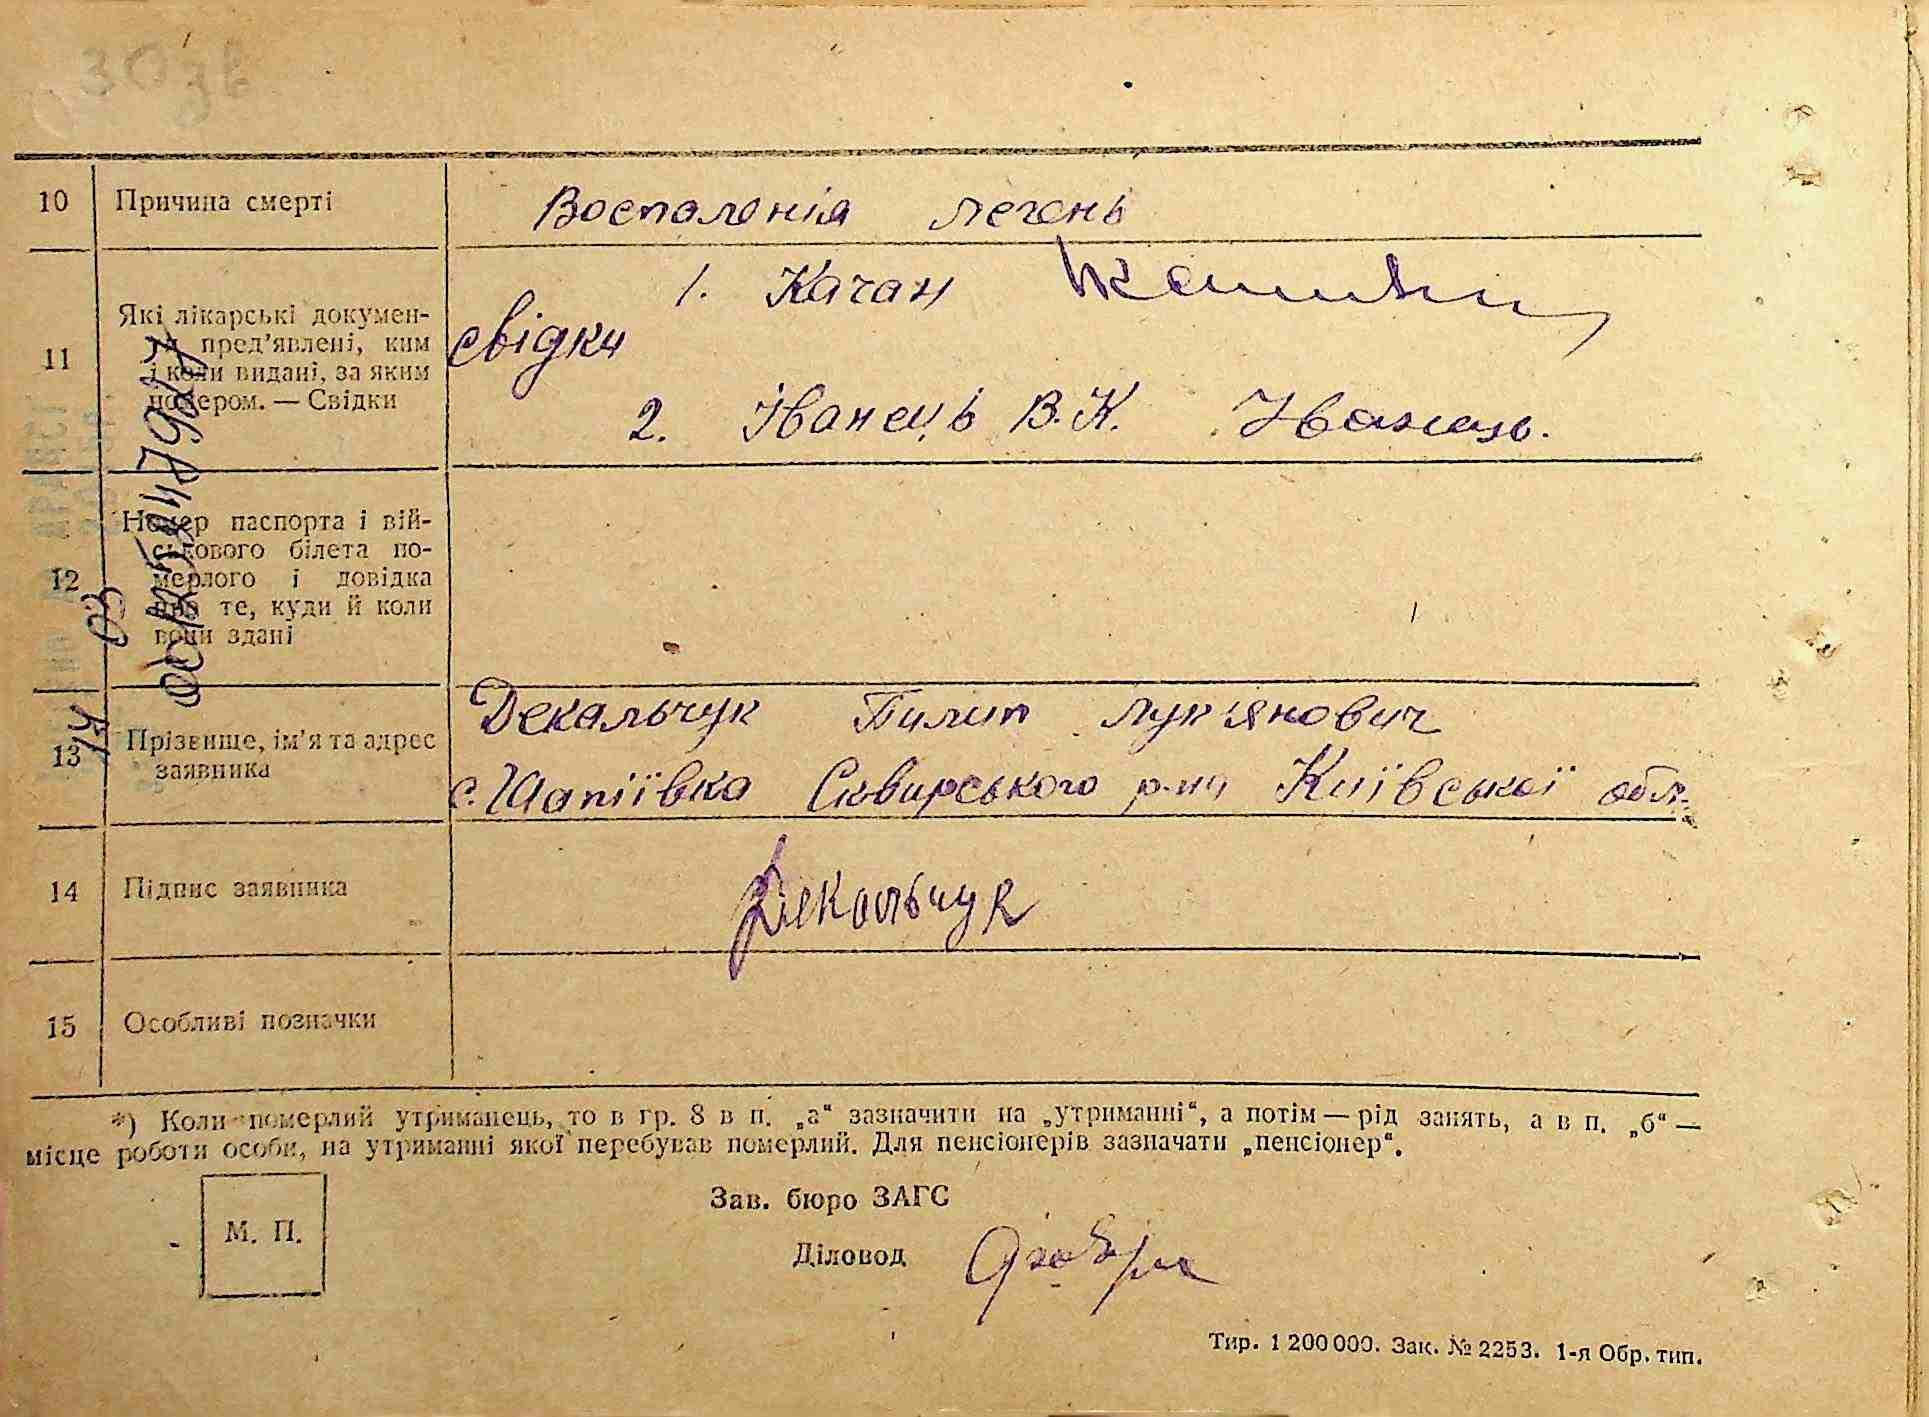 10 Причина смерті Воспаленія легень
11 Які лікарські докумен-
ти пред'явлені, ким
і коли видані, за яким
номером. — Свідки
свідки
1. Качан
2. Іванець В.К. Иванець.
12 Номер паспорта і вій-
ськового білета по-
мерлого і довідка
про те, куди й коли
вони здані
13 Прізвище, ім'я та адрес
заявника
Декальчук Пилип Лук'янович
с. Шапіївка Сквирського р-ну Київської обл.
14 Підпис заявника Декальчук
15 Особливі позначки
*) Коли померлий утриманець, то в гр. 8 в п. „а“ зазначити на „утриманні“, а потім — рід занять, а в п. „б“ —
місце роботи особи, на утриманні якої перебував померлий. Для пенсіонерів зазначати „пенсіонер“.
М. П.
Зав. бюро ЗАГС
Діловод
Тир. 1 200 000. Зак. № 2253. 1-я Обр. тип.